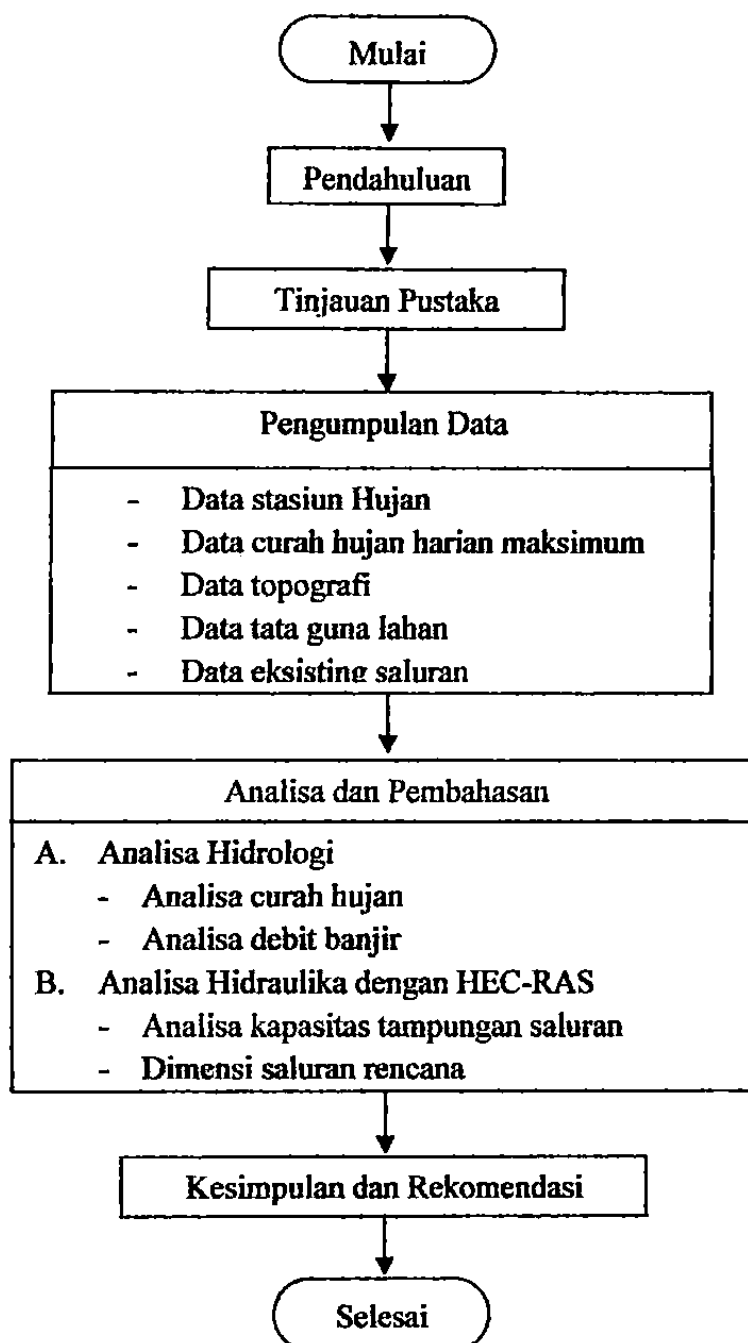 Mulai
Pendahuluan
Tinjauan Pustaka
Pengumpulan Data
- Data stasiun Hujan
- Data curah hujan harian maksimum
- Data topografi
- Data tata guna lahan
- Data eksisting saluran
Analisa dan Pembahasan
A. Analisa Hidrologi
- Analisa curah hujan
- Analisa debit banjir
B. Analisa Hidraulika dengan HEC-RAS
- Analisa kapasitas tampungan saluran
- Dimensi saluran rencana
Kesimpulan dan Rekomendasi
Selesai